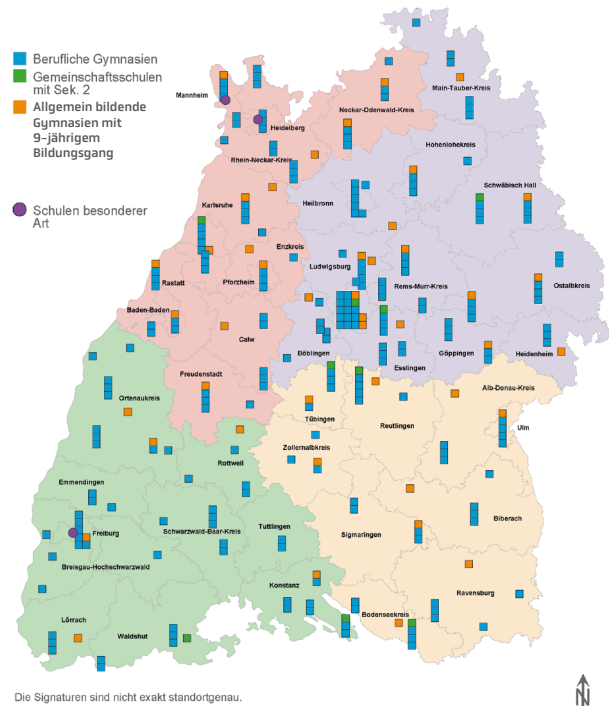 Berufliche Gymnasien
Gemeinschaftsschulen
mit Sek. 2
Allgemein bildende
Gymnasien mit
9-jährigem
Bildungsgang
Schulen besonderer
Art
Mannheim
Heidelberg
Rhein-Neckar-Kreis
Neckar-Odenwald-Kreis
Main-Tauber-Kreis
Hohenlohekreis
Schwäbisch Hall
Heilbronn
Karlsruhe
Enzkreis
Ludwigsburg
Rems-Murr-Kreis
Ostalbkreis
Rastatt
Pforzheim
Baden-Baden
Calw
Böblingen
Esslingen
Göppingen
Heidenheim
Freudenstadt
Ortenaukreis
Tübingen
Reutlingen
Alb-Donau-Kreis
Ulm
Rottweil
Zollernalbkreis
Emmendingen
Freiburg
Schwarzwald-Baar-Kreis
Tuttlingen
Sigmaringen
Biberach
Breisgau-Hochschwarzwald
Konstanz
Bodenseekreis
Ravensburg
Lörrach
Waldshut
Die Signaturen sind nicht exakt standortgenau.
N